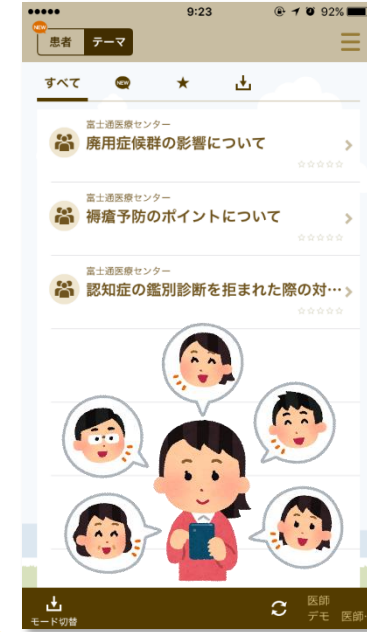 9:23
92%
NEW
患者 テーマ
すべて NEW
富士通医療センター
廃用症候群の影響について
富士通医療センター
褥瘡予防のポイントについて
富士通医療センター
認知症の鑑別診断を拒まれた際の対…
医師
モード切替 デモ 医師